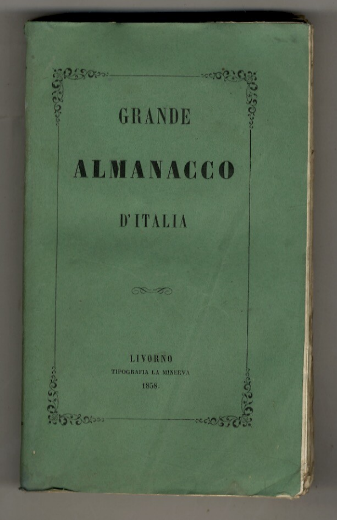 GRANDE
ALMANACCO
D'ITALIA
LIVORNO
TIPOGRAFIA LA MINERVA
1858